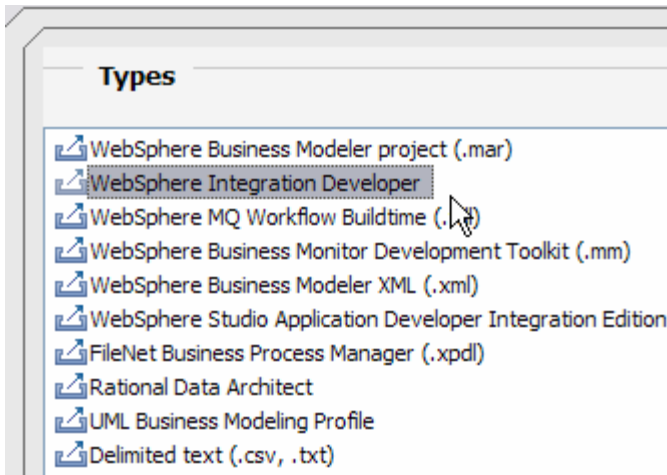 Types
WebSphere Business Modeler project (.mar)
WebSphere Integration Developer
WebSphere MQ Workflow Buildtime (.
WebSphere Business Monitor Development Toolkit (.mm)
WebSphere Business Modeler XML (.xml)
WebSphere Studio Application Developer Integration Edition
FileNet Business Process Manager (.xpdl)
Rational Data Architect
UML Business Modeling Profile
Delimited text (.csv, .txt)